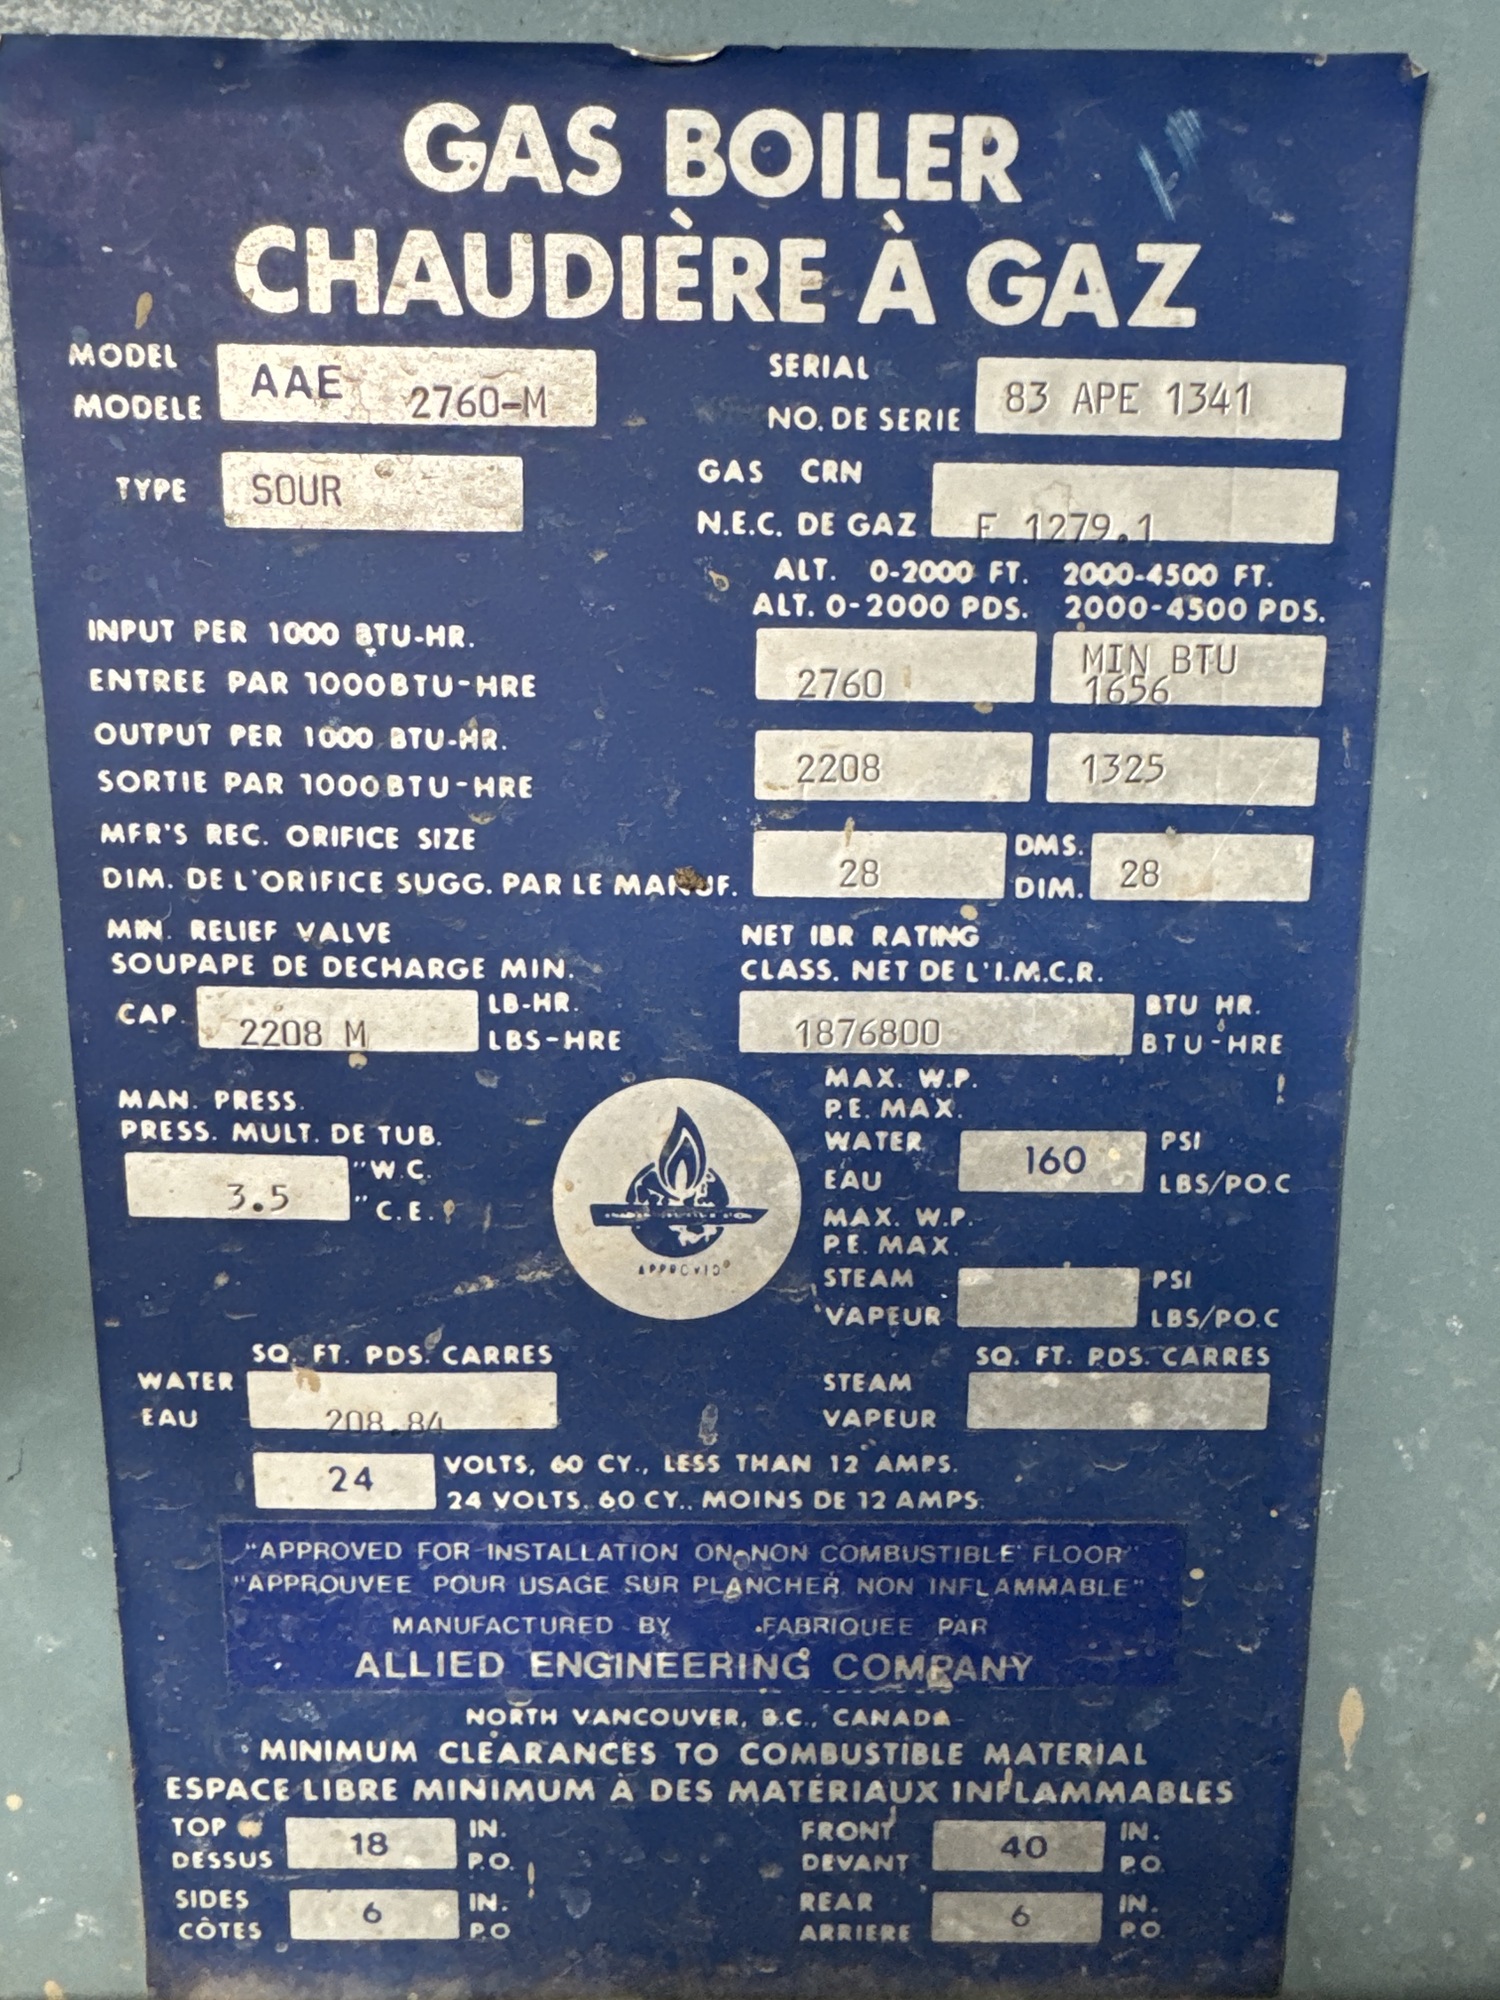 GAS BOILER
CHAUDIÈRE À GAZ
MODEL
MODELE
AAE 2760-M
SERIAL
NO. DE SERIE
83 APE 1341
TYPE
SOUR
GAS CRN
N.E.C. DE GAZ
F 1279.1
ALT. 0-2000 FT. 2000-4500 FT.
ALT. 0-2000 PDS. 2000-4500 PDS.
INPUT PER 1000 BTU-HR.
ENTREE PAR 1000 BTU-HRE
2760
MIN BTU
1656
OUTPUT PER 1000 BTU-HR.
SORTIE PAR 1000 BTU-HRE
2208
1325
MFR'S REC. ORIFICE SIZE
DIM. DE L'ORIFICE SUGG. PAR LE MANUF.
28
DMS.
DIM.
28
MIN. RELIEF VALVE
SOUPAPE DE DECHARGE MIN.
CAP.
2208 M
LB-HR.
LBS-HRE
NET IBR RATING
CLASS. NET DE L'I.M.C.R.
1876800
BTU HR.
BTU-HRE
MAN. PRESS.
PRESS. MULT. DE TUB.
3.5
"W.C.
"C.E.
APPROVED
MAX. W.P.
P.E. MAX.
WATER
EAU
160
PSI
LBS/PO.C
MAX. W.P.
P.E. MAX.
STEAM
VAPEUR
PSI
LBS/PO.C
SQ. FT. PDS. CARRES
WATER
EAU
208.84
SQ. FT. PDS. CARRES
STEAM
VAPEUR
24
VOLTS, 60 CY., LESS THAN 12 AMPS.
24 VOLTS. 60 CY., MOINS DE 12 AMPS.
"APPROVED FOR INSTALLATION ON NON COMBUSTIBLE FLOOR"
"APPROUVEE POUR USAGE SUR PLANCHER NON INFLAMMABLE"
MANUFACTURED BY FABRIQUEE PAR
ALLIED ENGINEERING COMPANY
NORTH VANCOUVER, B.C., CANADA
MINIMUM CLEARANCES TO COMBUSTIBLE MATERIAL
ESPACE LIBRE MINIMUM À DES MATÉRIAUX INFLAMMABLES
TOP
DESSUS
18
IN.
P.O.
FRONT
DEVANT
40
IN.
P.O.
SIDES
CÔTES
6
IN.
P.O
REAR
ARRIERE
6
IN.
P.O.